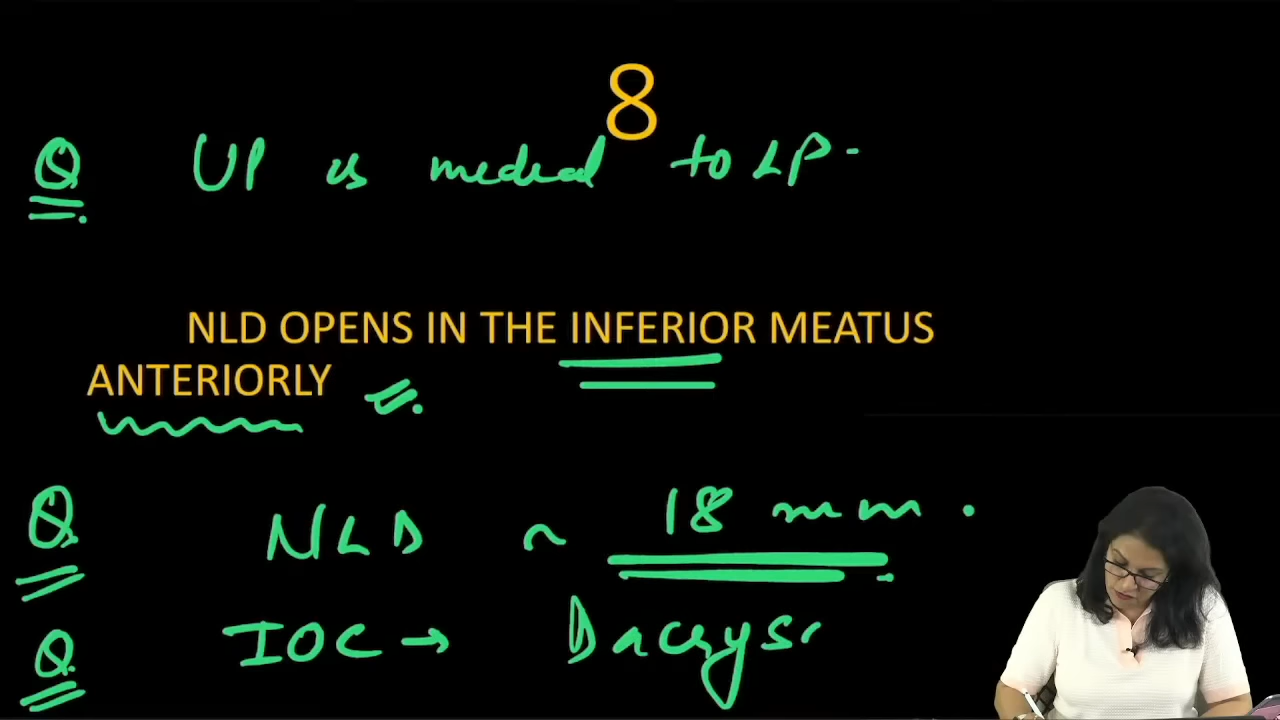 8
Q UP is medial to LP.
NLD OPENS IN THE INFERIOR MEATUS
ANTERIORLY
Q NLD ~ 18 mm.
Q IOC → Dacrys